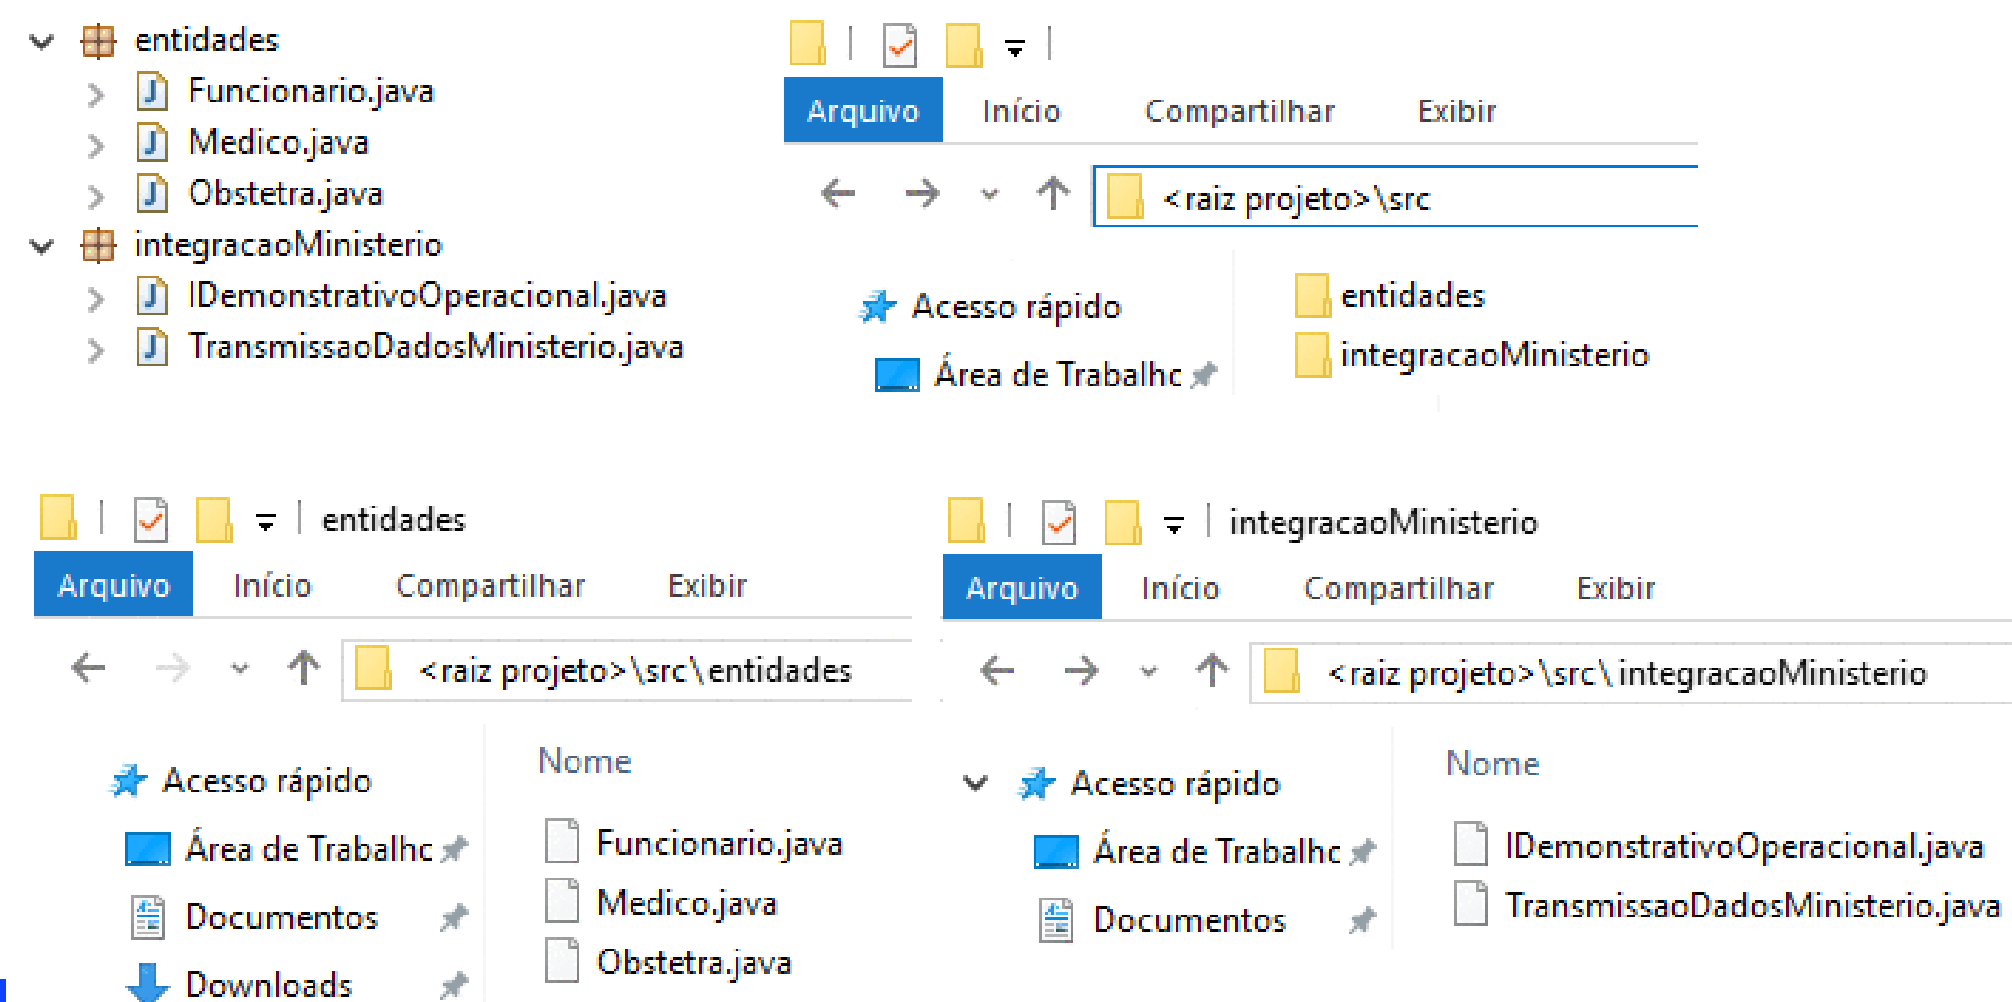 entidades
Funcionario.java
Medico.java
Obstetra.java
integracaoMinisterio
IDemonstrativoOperacional.java
TransmissaoDadosMinisterio.java
Arquivo Início Compartilhar Exibir
<raiz projeto>\src
Acesso rápido
Área de Trabalhc
entidades
integracaoMinisterio
entidades
Arquivo Início Compartilhar Exibir
<raiz projeto>\src\entidades
Acesso rápido
Área de Trabalhc
Documentos
Downloads
Nome
Funcionario.java
Medico.java
Obstetra.java
integracaoMinisterio
Arquivo Início Compartilhar Exibir
<raiz projeto>\src\integracaoMinisterio
Acesso rápido
Área de Trabalhc
Documentos
Nome
IDemonstrativoOperacional.java
TransmissaoDadosMinisterio.java